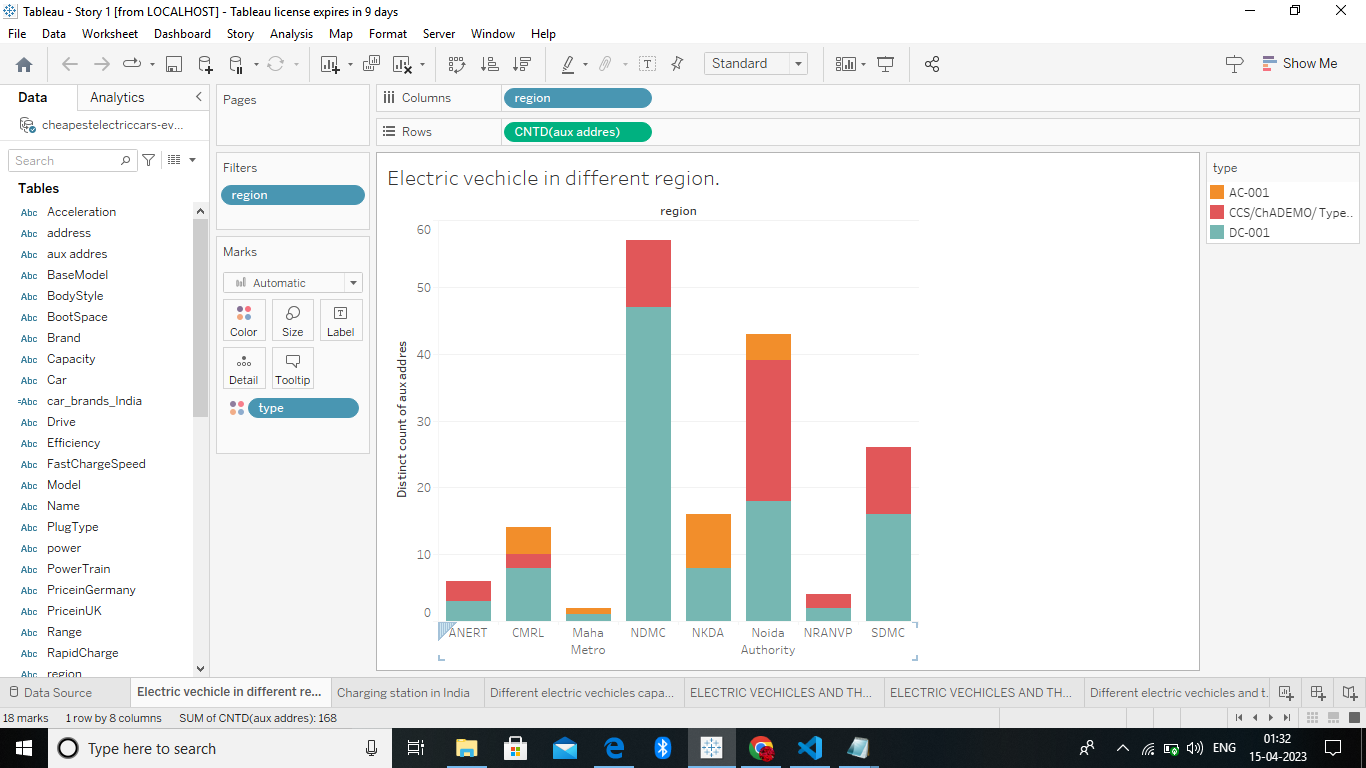 Tableau - Story 1 [from LOCALHOST] - Tableau license expires in 9 days
File Data Worksheet Dashboard Story Analysis Map Format Server Window Help
Standard
Show Me
Data Analytics
cheapestelectriccars-ev...
Search
Tables
Abc Acceleration
Abc address
Abc aux addres
Abc BaseModel
Abc BodyStyle
Abc BootSpace
Abc Brand
Abc Capacity
Abc Car
=Abc car_brands_India
Abc Drive
Abc Efficiency
Abc FastChargeSpeed
Abc Model
Abc Name
Abc PlugType
Abc power
Abc PowerTrain
Abc PriceinGermany
Abc PriceinUK
Abc Range
Abc RapidCharge
Abc region
Pages
Filters
region
Marks
Automatic
Color Size Label
Detail Tooltip
type
Columns region
Rows CNTD(aux addres)
Electric vechicle in different region.
region
Distinct count of aux addres
60
50
40
30
20
10
0
ANERT CMRL Maha Metro NDMC NKDA Noida Authority NRANVP SDMC
type
AC-001
CCS/ChADEMO/ Type..
DC-001
Data Source Electric vechicle in different re... Charging station in India Different electric vechicles capa... ELECTRIC VECHICLES AND TH... ELECTRIC VECHICLES AND TH... Different electric vechicles and t.
18 marks 1 row by 8 columns SUM of CNTD(aux addres): 168
Type here to search
ENG
01:32
15-04-2023